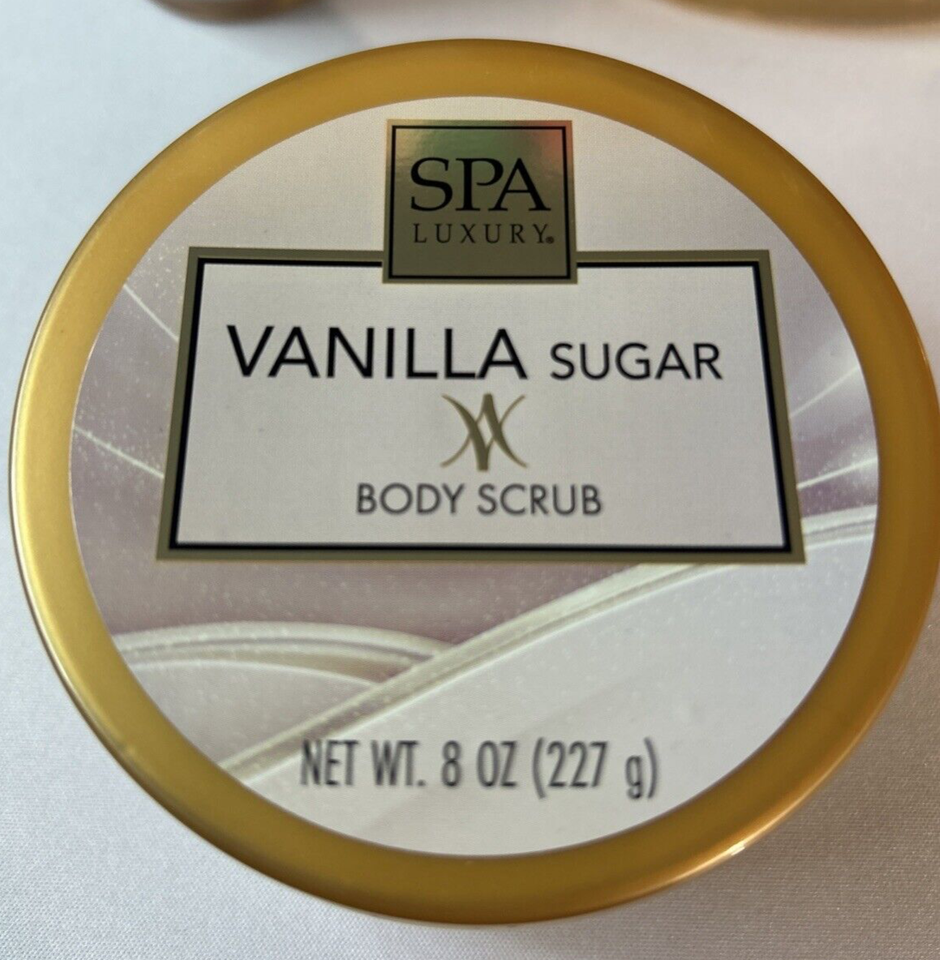 SPA
LUXURY®
VANILLA SUGAR
BODY SCRUB
NET WT. 8 OZ (227 g)